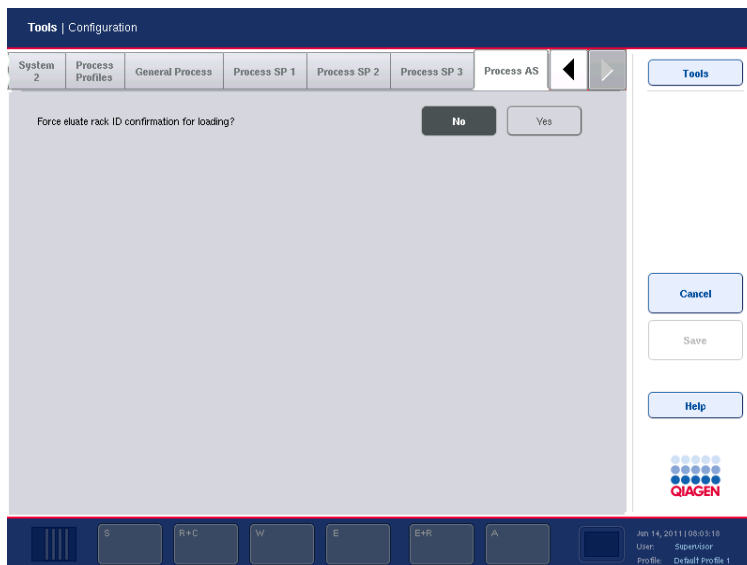 Tools | Configuration
System 2
Process Profiles
General Process
Process SP 1
Process SP 2
Process SP 3
Process AS
Tools
Force eluate rack ID confirmation for loading?
No
Yes
Cancel
Save
Help
QIAGEN
S
R+C
W
E
E+R
A
Jun 14, 2011 | 08:03:18
User: Supervisor
Profile: Default Profile 1